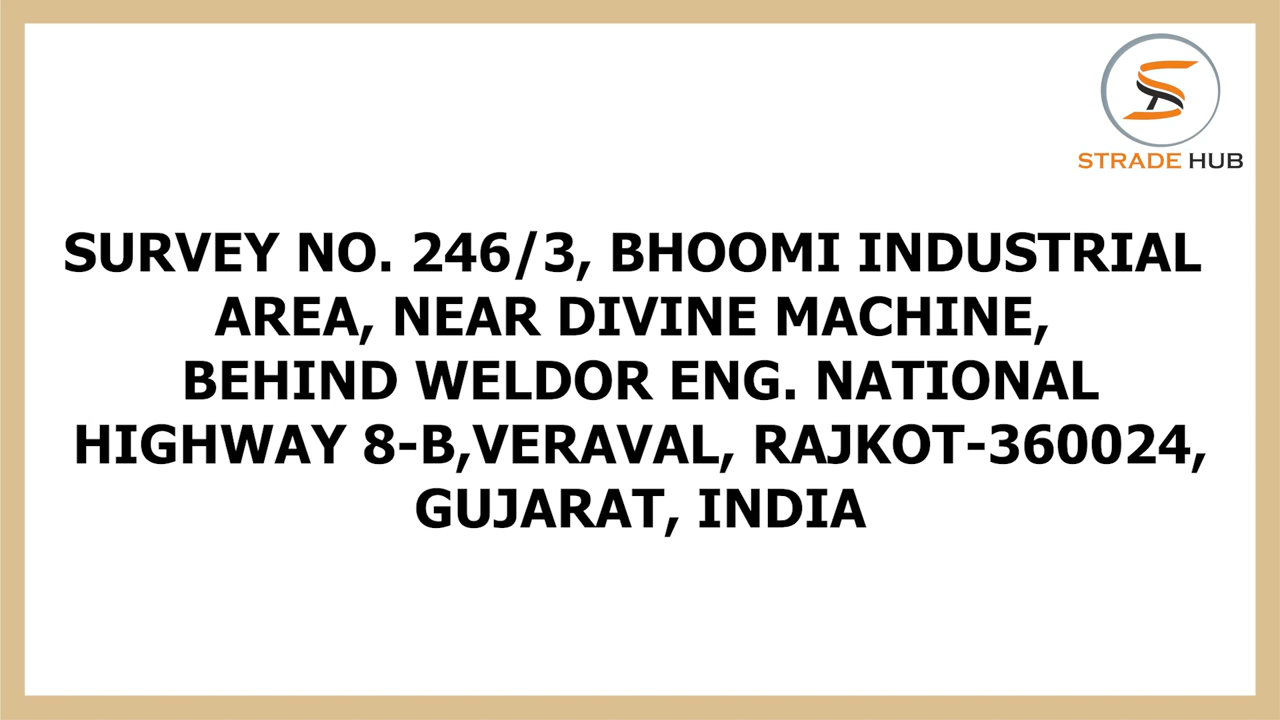 STRADE HUB
SURVEY NO. 246/3, BHOOMI INDUSTRIAL
AREA, NEAR DIVINE MACHINE,
BEHIND WELDOR ENG. NATIONAL
HIGHWAY 8-B,VERAVAL, RAJKOT-360024,
GUJARAT, INDIA